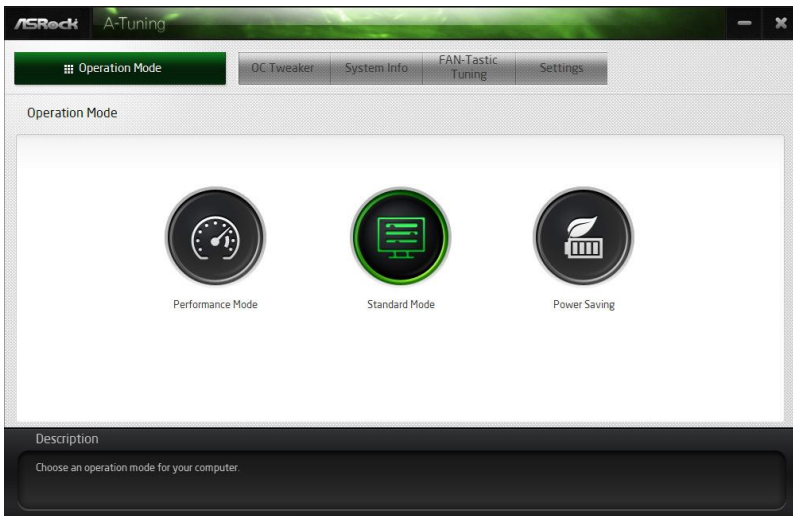 ASRock A-Tuning
Operation Mode OC Tweaker System Info FAN-Tastic
Tuning Settings
Operation Mode
Performance Mode Standard Mode Power Saving
Description
Choose an operation mode for your computer.